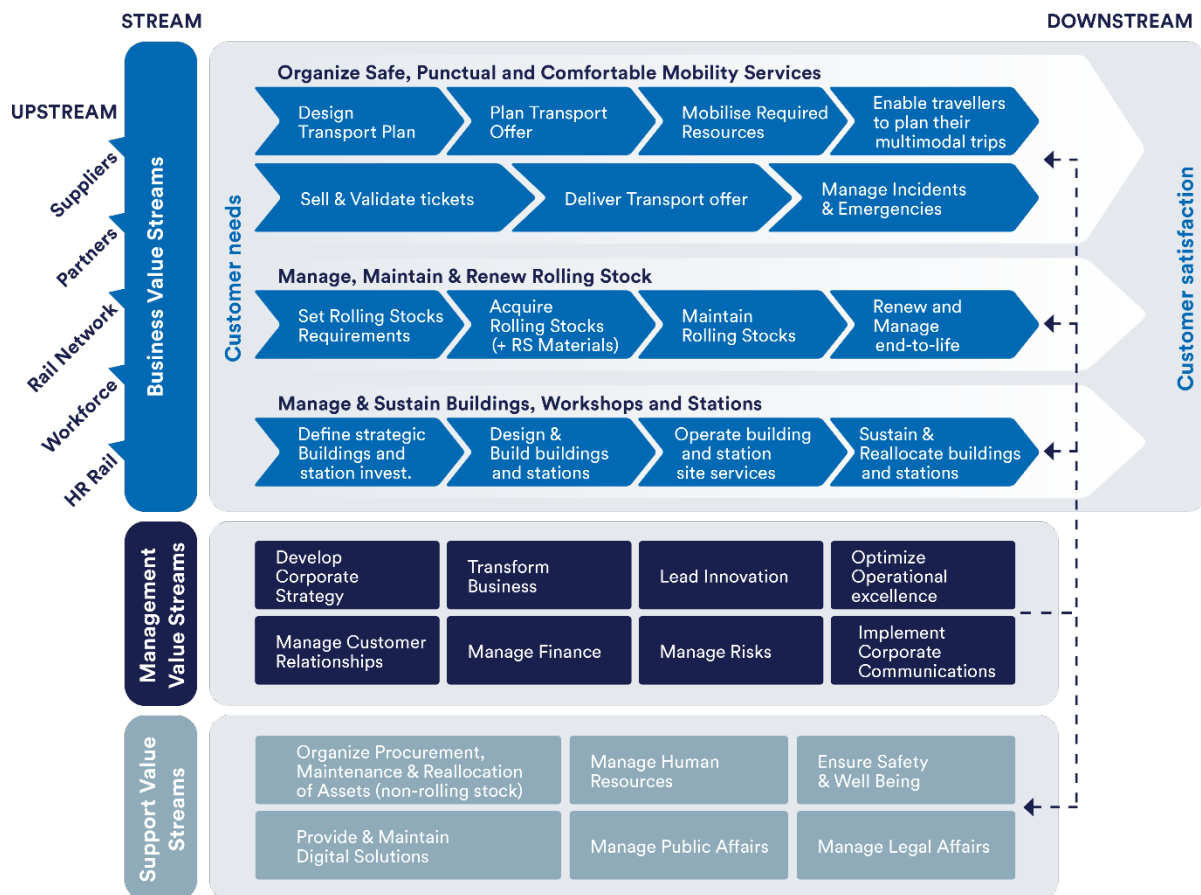 STREAM
DOWNSTREAM
UPSTREAM
Suppliers
Partners
Rail Network
Workforce
HR Rail
Business Value Streams
Customer needs
Customer satisfaction
Organize Safe, Punctual and Comfortable Mobility Services
Design
Transport Plan
Plan Transport
Offer
Mobilise Required
Resources
Enable travellers
to plan their
multimodal trips
Sell & Validate tickets
Deliver Transport offer
Manage Incidents
& Emergencies
Manage, Maintain & Renew Rolling Stock
Set Rolling Stocks
Requirements
Acquire
Rolling Stocks
(+ RS Materials)
Maintain
Rolling Stocks
Renew and
Manage
end-to-life
Manage & Sustain Buildings, Workshops and Stations
Define strategic
Buildings and
station invest.
Design &
Build buildings
and stations
Operate building
and station
site services
Sustain &
Reallocate buildings
and stations
Management
Value Streams
Develop
Corporate
Strategy
Transform
Business
Lead Innovation
Optimize
Operational
excellence
Manage Customer
Relationships
Manage Finance
Manage Risks
Implement
Corporate
Communications
Support Value
Streams
Organize Procurement,
Maintenance & Reallocation
of Assets (non-rolling stock)
Manage Human
Resources
Ensure Safety
& Well Being
Provide & Maintain
Digital Solutions
Manage Public Affairs
Manage Legal Affairs